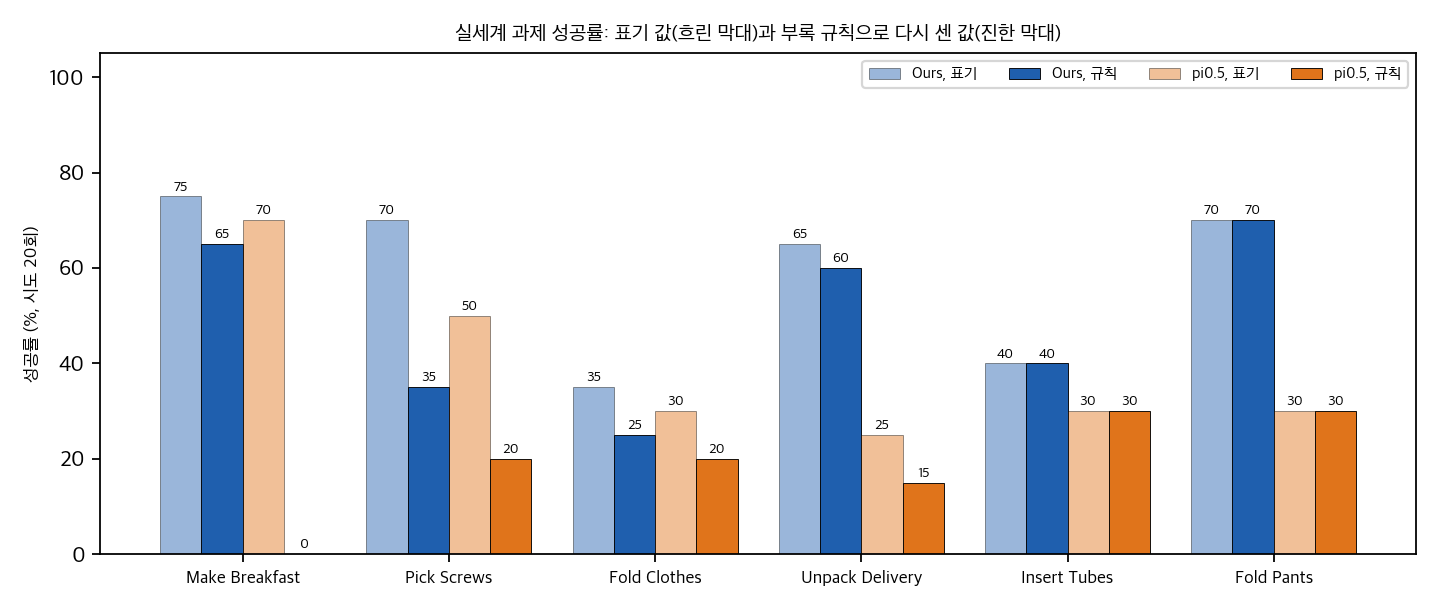 실세계 과제 성공률: 표기 값(흐린 막대)과 부록 규칙으로 다시 센 값(진한 막대)
Ours, 표기 Ours, 규칙 pi0.5, 표기 pi0.5, 규칙
성공률 (%, 시도 20회)
100
80
60
40
20
0
75 65 70 0
70 35 50 20
35 25 30 20
65 60 25 15
40 40 30 30
70 70 30 30
Make Breakfast Pick Screws Fold Clothes Unpack Delivery Insert Tubes Fold Pants